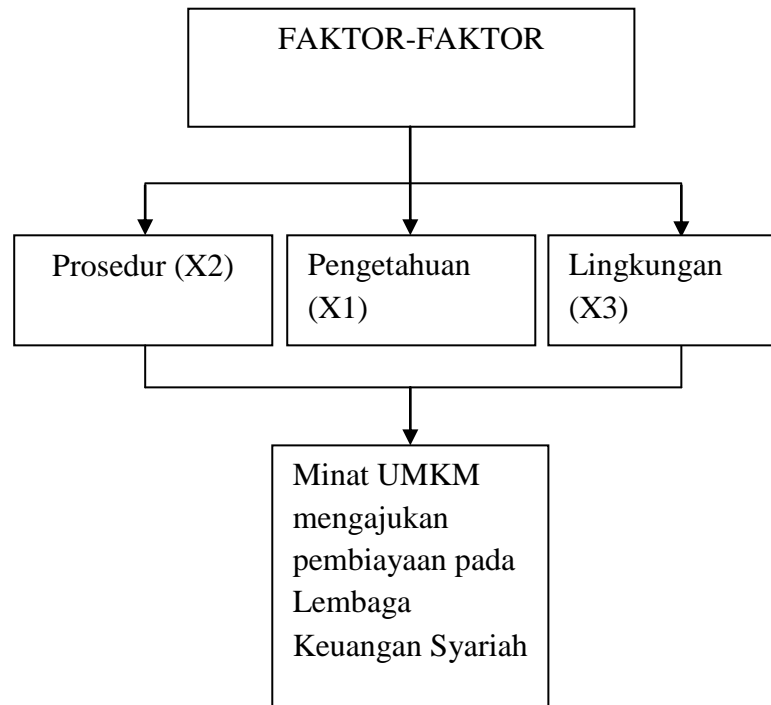 FAKTOR-FAKTOR
Prosedur (X2)
Pengetahuan
(X1)
Lingkungan
(X3)
Minat UMKM
mengajukan
pembiayaan pada
Lembaga
Keuangan Syariah